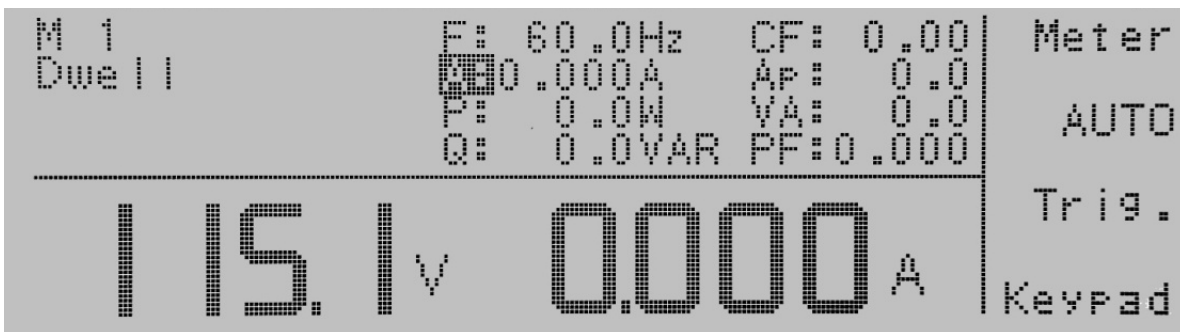 M 1
Dwell
F: 60.0Hz CF: 0.00
0.000A Ap: 0.0
P: 0.0W VA: 0.0
Q: 0.0VAR PF:0.000
115.1 V 0.000 A
Meter
AUTO
Trig.
Keypad